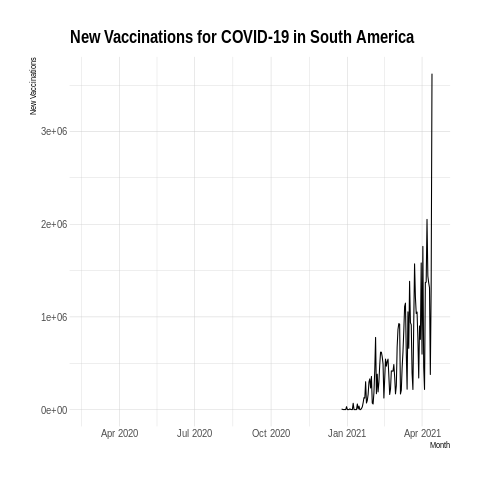 New Vaccinations for COVID-19 in South America
New Vaccinations
3e+06
2e+06
1e+06
0e+00
Apr 2020 Jul 2020 Oct 2020 Jan 2021 Apr 2021
Month